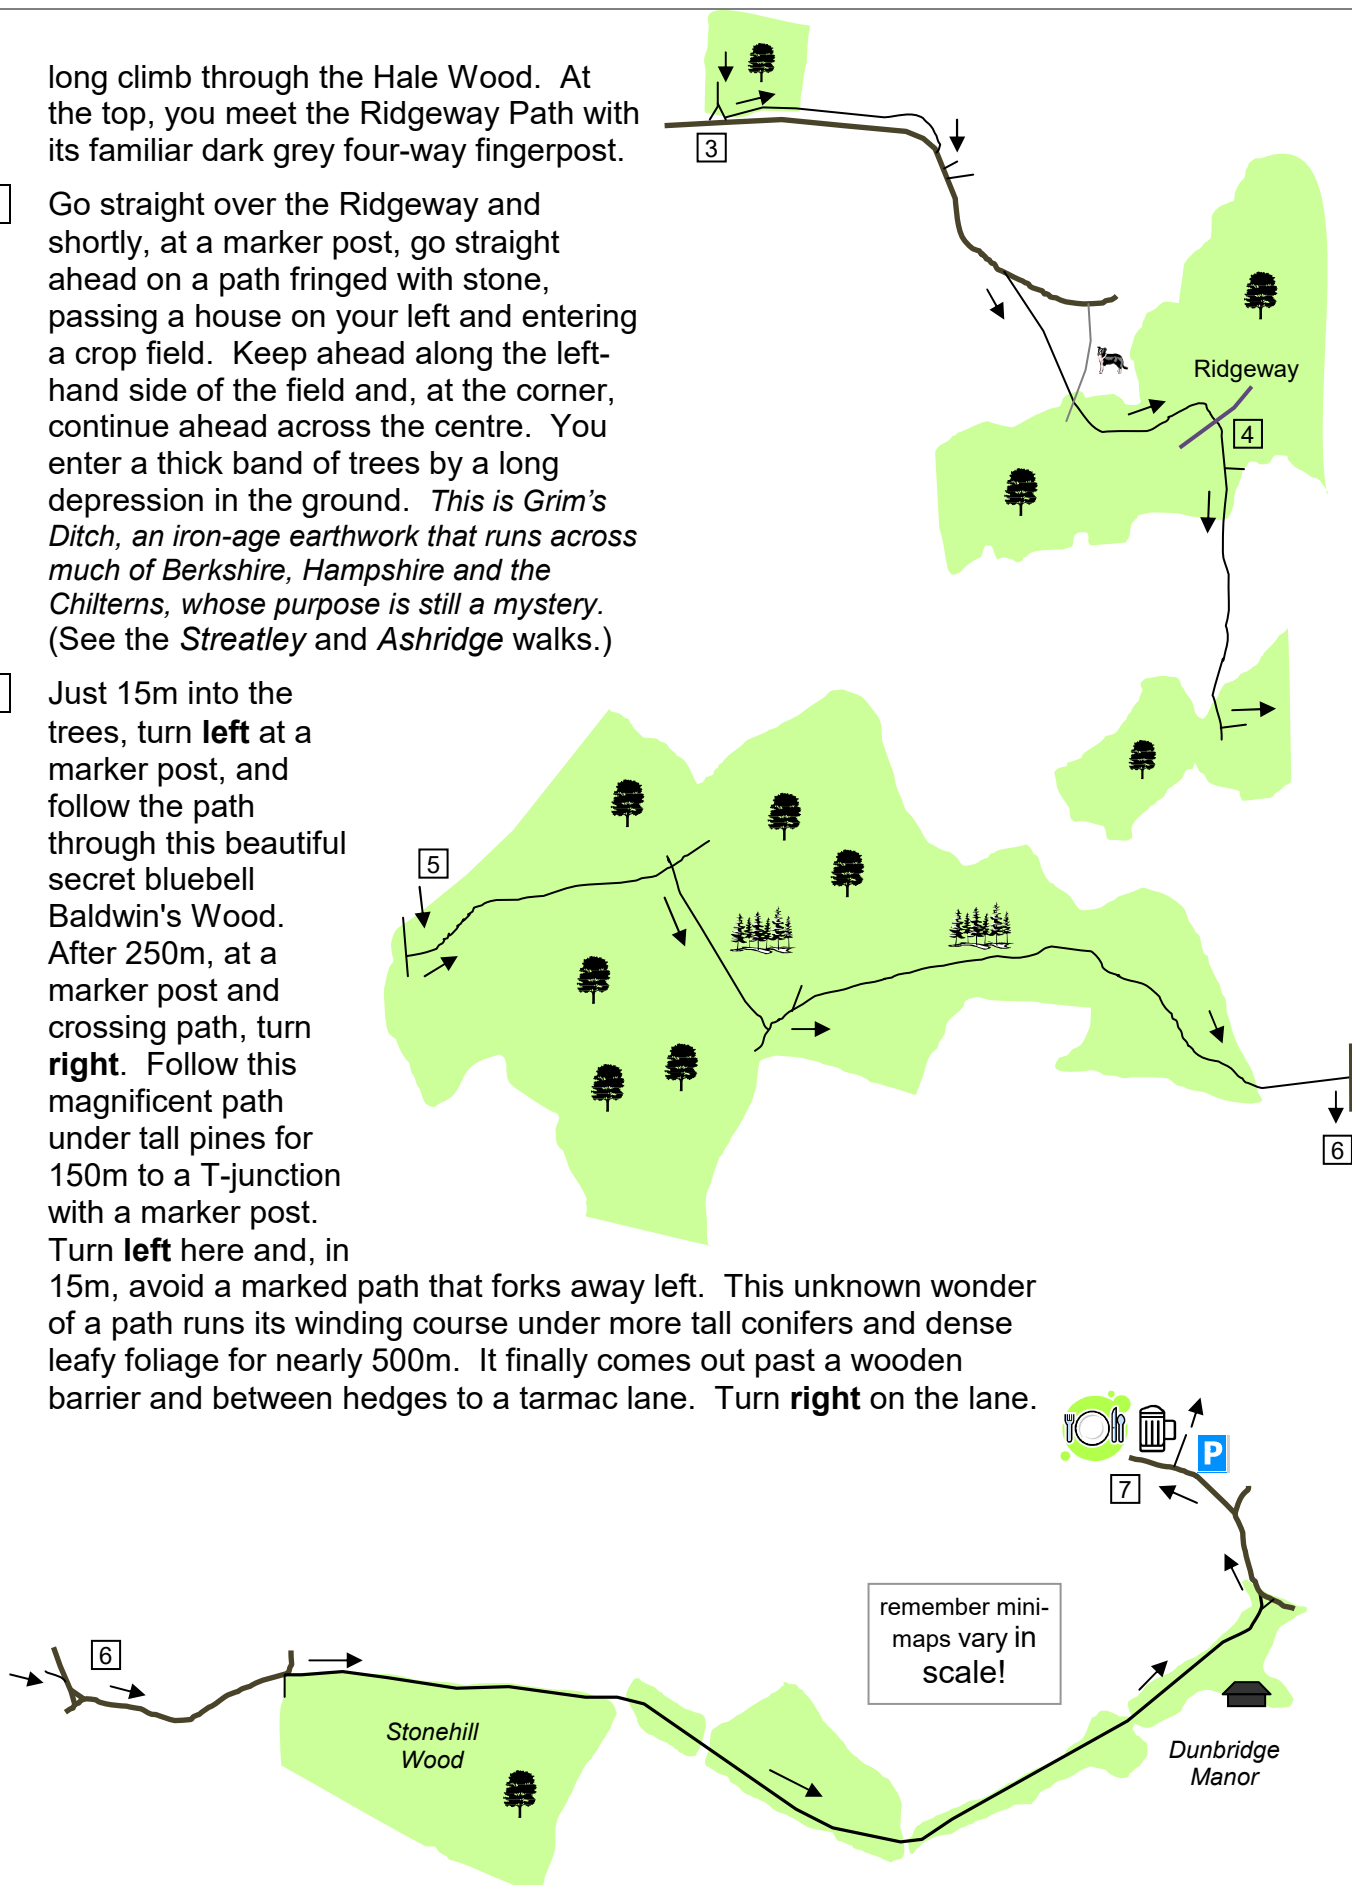 long climb through the Hale Wood. At
the top, you meet the Ridgeway Path with
its familiar dark grey four-way fingerpost.
Go straight over the Ridgeway and
shortly, at a marker post, go straight
ahead on a path fringed with stone,
passing a house on your left and entering
a crop field. Keep ahead along the left-
hand side of the field and, at the corner,
continue ahead across the centre. You
enter a thick band of trees by a long
depression in the ground. This is Grim's
Ditch, an iron-age earthwork that runs across
much of Berkshire, Hampshire and the
Chilterns, whose purpose is still a mystery.
(See the Streatley and Ashridge walks.)
Just 15m into the
trees, turn left at a
marker post, and
follow the path
through this beautiful
secret bluebell
Baldwin's Wood.
After 250m, at a
marker post and
crossing path, turn
right. Follow this
magnificent path
under tall pines for
150m to a T-junction
with a marker post.
Turn left here and, in
15m, avoid a marked path that forks away left. This unknown wonder
of a path runs its winding course under more tall conifers and dense
leafy foliage for nearly 500m. It finally comes out past a wooden
barrier and between hedges to a tarmac lane. Turn right on the lane.
3
Ridgeway
4
5
6
P
7
remember mini-
maps vary in
scale!
6
Stonehill
Wood
Dunbridge
Manor